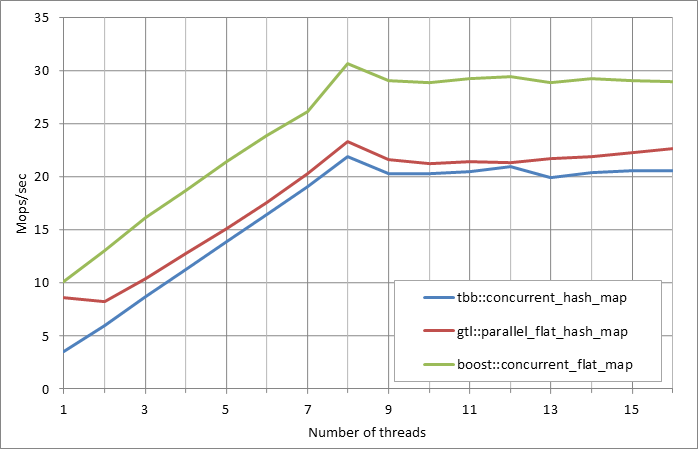 35
30
25
20
15
10
5
0
Mops/sec
tbb::concurrent_hash_map
gtl::parallel_flat_hash_map
boost::concurrent_flat_map
1 3 5 7 9 11 13 15
Number of threads